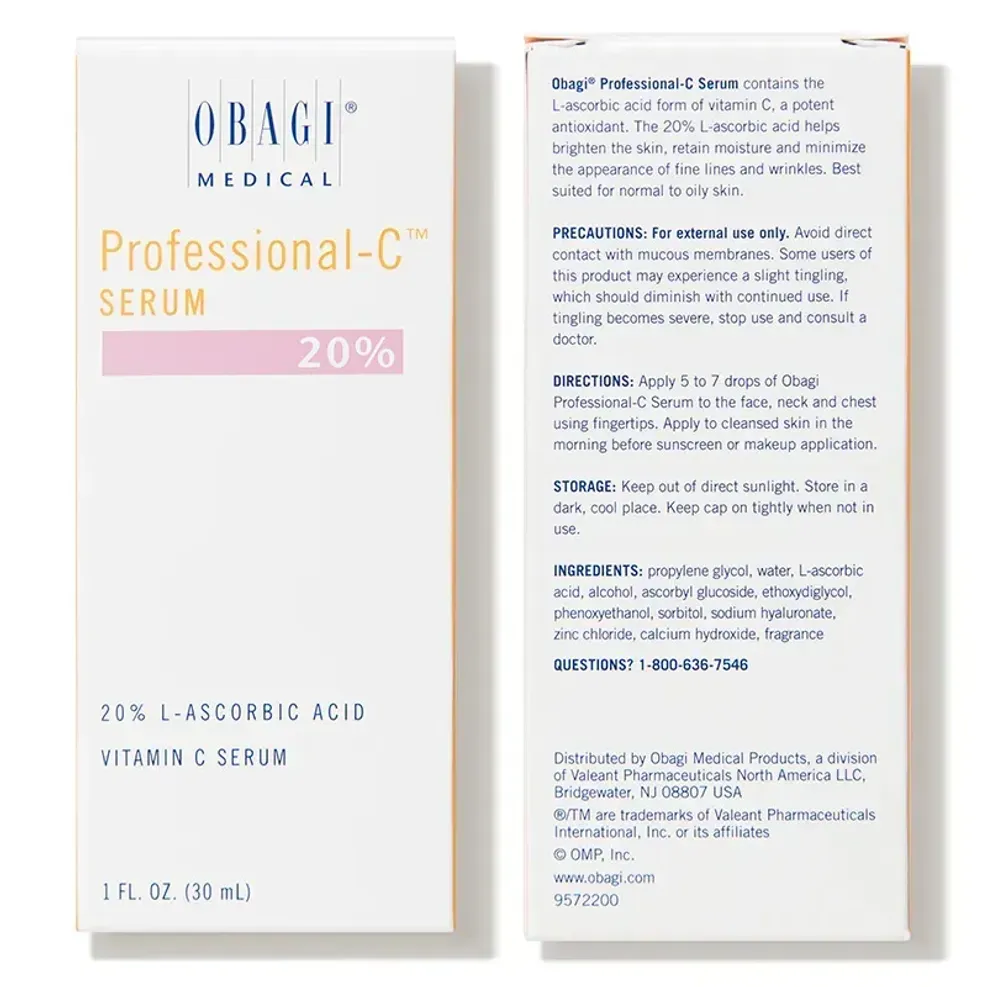 OBAGI®
MEDICAL
Professional-C™
SERUM
20%
20% L-ASCORBIC ACID
VITAMIN C SERUM
1 FL. OZ. (30 mL)
Obagi® Professional-C Serum contains the
L-ascorbic acid form of vitamin C, a potent
antioxidant. The 20% L-ascorbic acid helps
brighten the skin, retain moisture and minimize
the appearance of fine lines and wrinkles. Best
suited for normal to oily skin.
PRECAUTIONS: For external use only. Avoid direct
contact with mucous membranes. Some users of
this product may experience a slight tingling,
which should diminish with continued use. If
tingling becomes severe, stop use and consult a
doctor.
DIRECTIONS: Apply 5 to 7 drops of Obagi
Professional-C Serum to the face, neck and chest
using fingertips. Apply to cleansed skin in the
morning before sunscreen or makeup application.
STORAGE: Keep out of direct sunlight. Store in a
dark, cool place. Keep cap on tightly when not in
use.
INGREDIENTS: propylene glycol, water, L-ascorbic
acid, alcohol, ascorbyl glucoside, ethoxydiglycol,
phenoxyethanol, sorbitol, sodium hyaluronate,
zinc chloride, calcium hydroxide, fragrance
QUESTIONS? 1-800-636-7546
Distributed by Obagi Medical Products, a division
of Valeant Pharmaceuticals North America LLC,
Bridgewater, NJ 08807 USA
®/TM are trademarks of Valeant Pharmaceuticals
International, Inc. or its affiliates
© OMP, Inc.
www.obagi.com
9572200